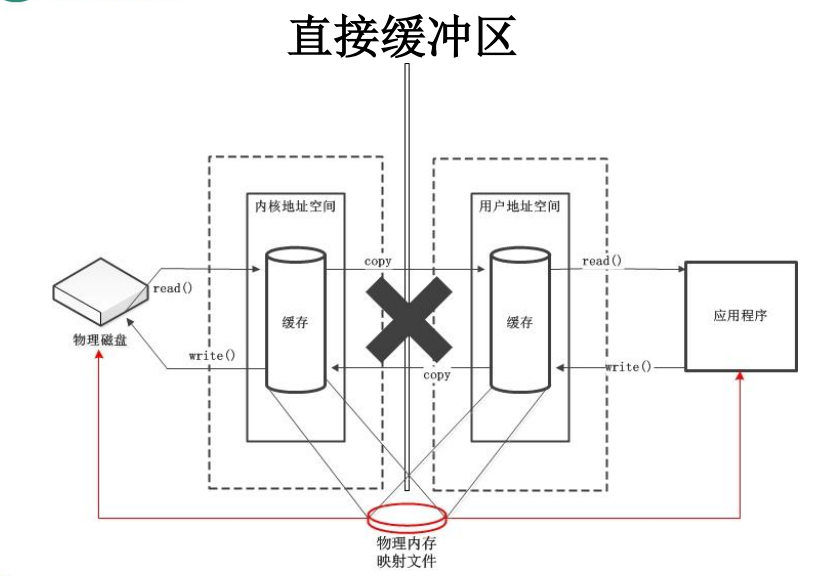 直接缓冲区
内核地址空间
用户地址空间
copy
read()
read()
缓存
缓存
应用程序
物理磁盘
write()
copy
write()
物理内存
映射文件